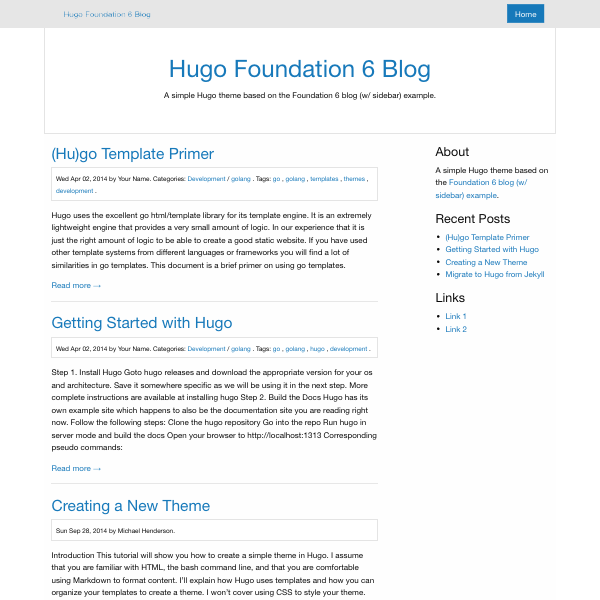 Hugo Foundation 6 Blog
Home
Hugo Foundation 6 Blog
A simple Hugo theme based on the Foundation 6 blog (w/ sidebar) example.
(Hu)go Template Primer
Wed Apr 02, 2014 by Your Name. Categories: Development / golang . Tags: go , golang , templates , themes ,
development .
Hugo uses the excellent go html/template library for its template engine. It is an extremely
lightweight engine that provides a very small amount of logic. In our experience that it is
just the right amount of logic to be able to create a good static website. If you have used
other template systems from different languages or frameworks you will find a lot of
similarities in go templates. This document is a brief primer on using go templates.
Read more →
Getting Started with Hugo
Wed Apr 02, 2014 by Your Name. Categories: Development / golang . Tags: go , golang , hugo , development .
Step 1. Install Hugo Goto hugo releases and download the appropriate version for your os
and architecture. Save it somewhere specific as we will be using it in the next step. More
complete instructions are available at installing hugo Step 2. Build the Docs Hugo has its
own example site which happens to also be the documentation site you are reading right
now. Follow the following steps: Clone the hugo repository Go into the repo Run hugo in
server mode and build the docs Open your browser to http://localhost:1313 Corresponding
pseudo commands:
Read more →
Creating a New Theme
Sun Sep 28, 2014 by Michael Henderson.
Introduction This tutorial will show you how to create a simple theme in Hugo. I assume
that you are familiar with HTML, the bash command line, and that you are comfortable
using Markdown to format content. I'll explain how Hugo uses templates and how you can
organize your templates to create a theme. I won't cover using CSS to style your theme.
About
A simple Hugo theme based on
the Foundation 6 blog (w/
sidebar) example.
Recent Posts
(Hu)go Template Primer
Getting Started with Hugo
Creating a New Theme
Migrate to Hugo from Jekyll
Links
Link 1
Link 2